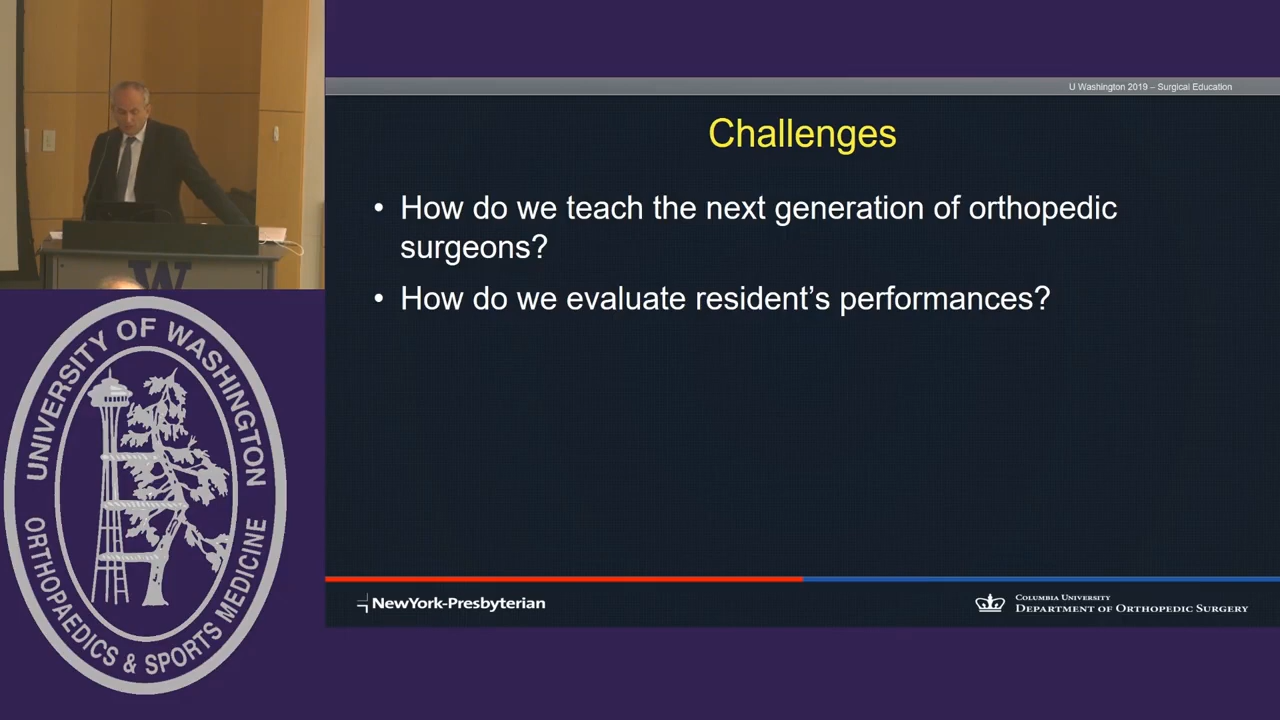 U Washington 2019 – Surgical Education
Challenges
• How do we teach the next generation of orthopedic
surgeons?
• How do we evaluate resident’s performances?
NewYork-Presbyterian
COLUMBIA UNIVERSITY
DEPARTMENT OF ORTHOPEDIC SURGERY
W
UNIVERSITY OF WASHINGTON
ORTHOPAEDICS & SPORTS MEDICINE